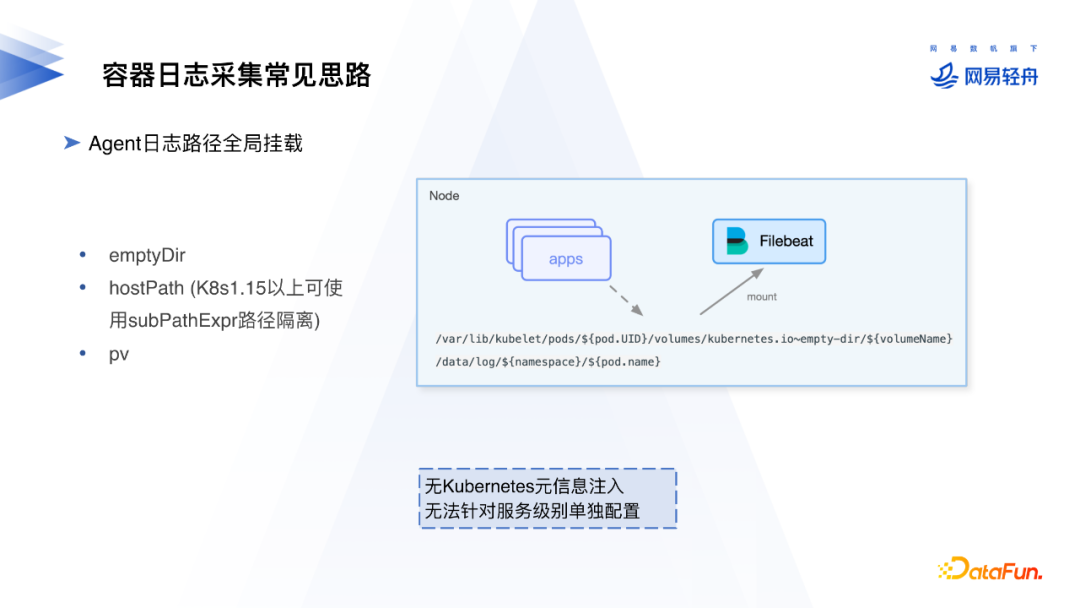 网易数帆旗下
网易轻舟
容器日志采集常见思路
Agent日志路径全局挂载
emptyDir
hostPath (K8s1.15以上可使
用subPathExpr路径隔离)
pv
Node
apps
Filebeat
mount
/var/lib/kubelet/pods/${pod.UID}/volumes/kubernetes.io~empty-dir/${volumeName}
/data/log/${namespace}/${pod.name}
无Kubernetes元信息注入
无法针对服务级别单独配置
DataFun.